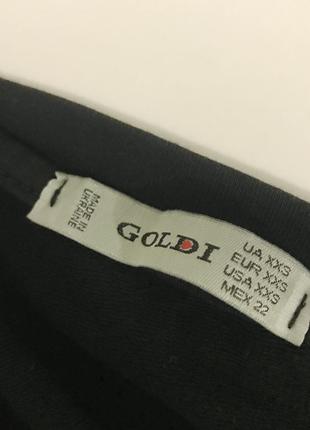 MADE IN
UKRAINE
GOLDI
UA XXS
EUR XXS
USA XXS
MEX 22